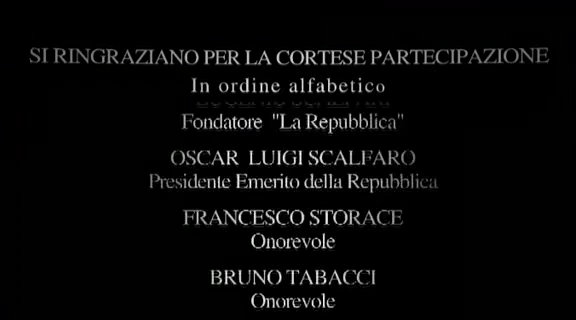 SI RINGRAZIANO PER LA CORTESE PARTECIPAZIONE
In ordine alfabetico
Fondatore "La Repubblica"
OSCAR LUIGI SCALFARO
Presidente Emerito della Repubblica
FRANCESCO STORACE
Onorevole
BRUNO TABACCI
Onorevole